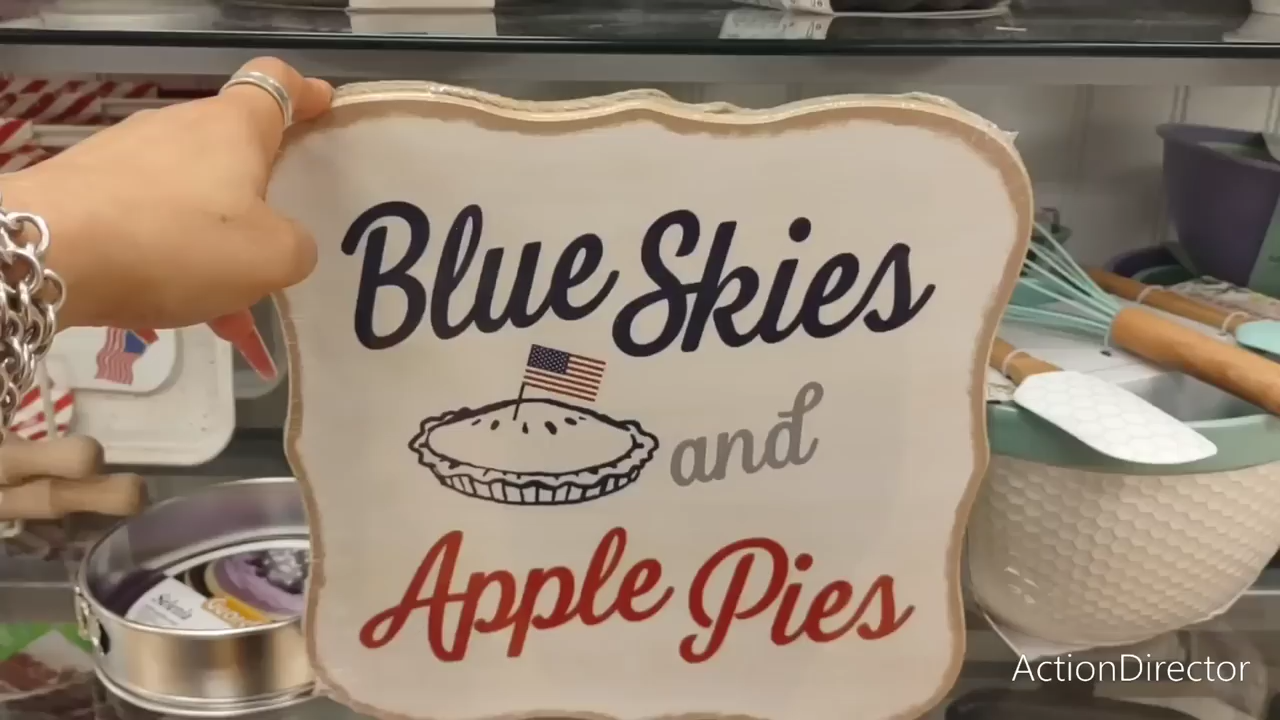 Blue Skies
and
Apple Pies
ActionDirector